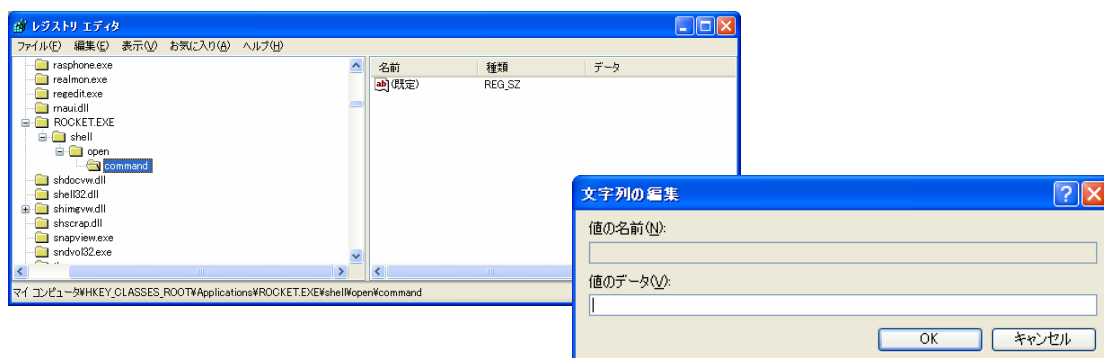 レジストリ エディタ
ファイル(F) 編集(E) 表示(V) お気に入り(A) ヘルプ(H)
rasphone.exe
realmon.exe
regedit.exe
rnaui.dll
ROCKET.EXE
shell
open
command
shdocvw.dll
shell32.dll
shimgvw.dll
shscrap.dll
snapview.exe
sndvol32.exe
名前 種類 データ
ab (既定) REG_SZ
マイ コンピュータ¥HKEY_CLASSES_ROOT¥Applications¥ROCKET.EXE¥shell¥open¥command
文字列の編集
値の名前(N):
値のデータ(V):
OK キャンセル